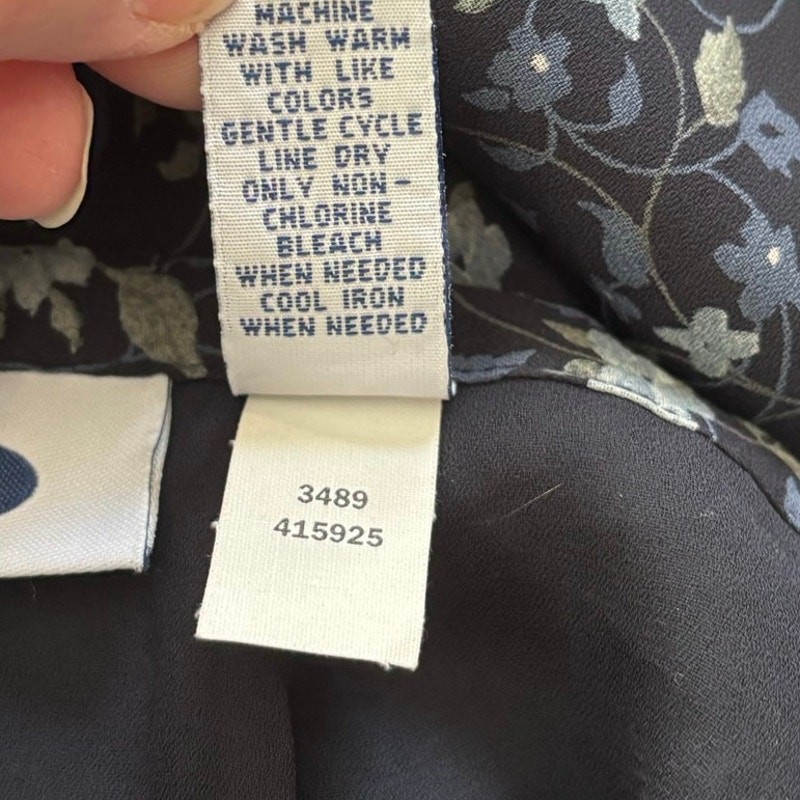 MACHINE
WASH WARM
WITH LIKE
COLORS
GENTLE CYCLE
LINE DRY
ONLY NON-
CHLORINE
BLEACH
WHEN NEEDED
COOL IRON
WHEN NEEDED
3489
415925